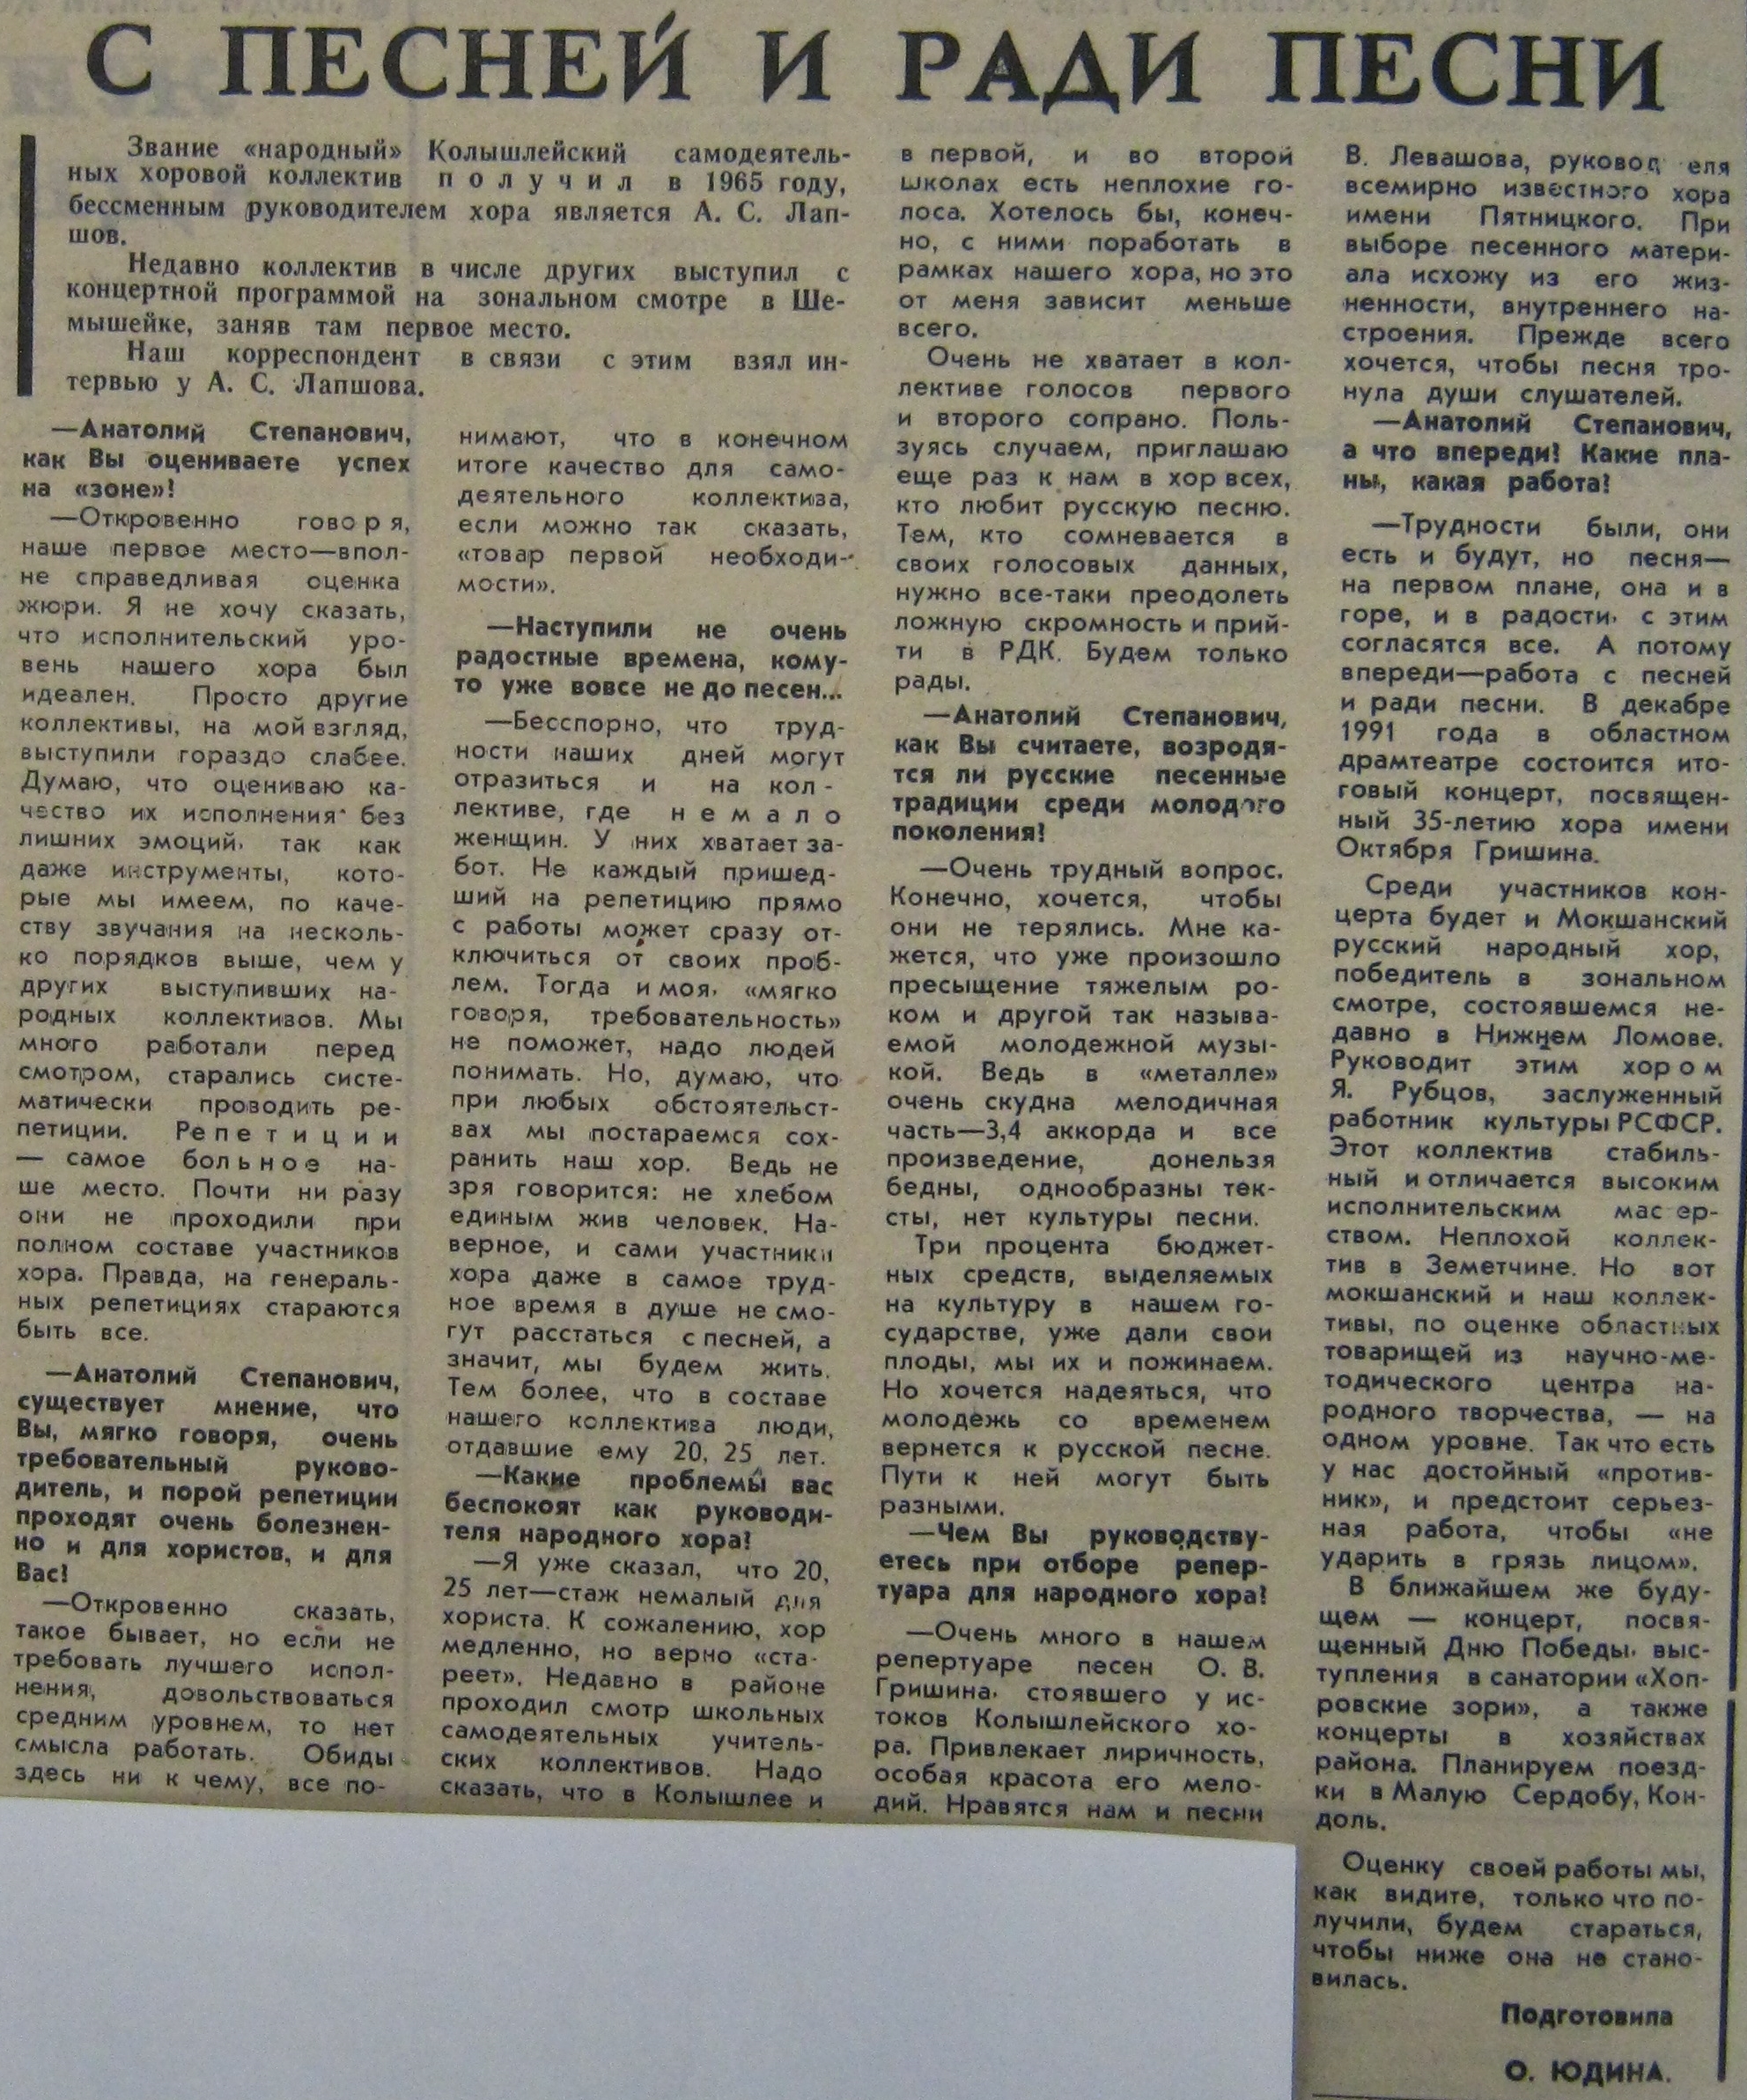 С ПЕСНЕЙ И РАДИ ПЕСНИ
Звание «народный» Колышлейский самодеятель-
ных хоровой коллектив получил в 1965 году,
бессменным руководителем хора является А. С. Лап-
шов.
Недавно коллектив в числе других выступил с
концертной программой на зональном смотре в Ше-
мышейке, заняв там первое место.
Наш корреспондент в связи с этим взял ин-
тервью у А. С. Лапшова.
—Анатолий Степанович,
как Вы оцениваете успех
на «зоне»!
—Откровенно говоря,
наше первое место—впол-
не справедливая оценка
жюри. Я не хочу сказать,
что исполнительский уро-
вень нашего хора был
идеален. Просто другие
коллективы, на мой взгляд,
выступили гораздо слабее.
Думаю, что оцениваю ка-
чество их исполнения без
лишних эмоций, так как
даже инструменты, кото-
рые мы имеем, по каче-
ству звучания на несколь-
ко порядков выше, чем у
других выступивших на-
родных коллективов. Мы
много работали перед
смотром, старались систе-
матически проводить ре-
петиции. Репетиции
— самое больное на-
ше место. Почти ни разу
они не проходили при
полном составе участников
хора. Правда, на генераль-
ных репетициях стараются
быть все.
—Анатолий Степанович,
существует мнение, что
Вы, мягко говоря, очень
требовательный руково-
дитель, и порой репетиции
проходят очень болезнен-
но и для хористов, и для
Вас!
—Откровенно сказать,
такое бывает, но если не
требовать лучшего испол-
нения, довольствоваться
средним уровнем, то нет
смысла работать. Обиды
здесь ни к чему, все по-
нимают, что в конечном
итоге качество для само-
деятельного коллектива,
если можно так сказать,
«товар первой необходи-
мости».
—Наступили не очень
радостные времена, кому-
то уже вовсе не до песен...
—Бесспорно, что труд-
ности наших дней могут
отразиться и на кол-
лективе, где немало
женщин. У них хватает за-
бот. Не каждый пришед-
ший на репетицию прямо
с работы может сразу от-
ключиться от своих проб-
лем. Тогда и моя, «мягко
говоря, требовательность»
не поможет, надо людей
понимать. Но, думаю, что
при любых обстоятельст-
вах мы постараемся сох-
ранить наш хор. Ведь не
зря говорится: не хлебом
единым жив человек. На-
верное, и сами участники
хора даже в самое труд-
ное время в душе не смо-
гут расстаться с песней, а
значит, мы будем жить.
Тем более, что в составе
нашего коллектива люди,
отдавшие ему 20, 25 лет.
—Какие проблемы вас
беспокоят как руководи-
теля народного хора!
—Я уже сказал, что 20,
25 лет—стаж немалый для
хориста. К сожалению, хор
медленно, но верно «ста-
реет». Недавно в районе
проходил смотр школьных
самодеятельных учитель-
ских коллективов. Надо
сказать, что в Колышлее и
в первой, и во второй
школах есть неплохие го-
лоса. Хотелось бы, конеч-
но, с ними поработать в
рамках нашего хора, но это
от меня зависит меньше
всего.
Очень не хватает в кол-
лективе голосов первого
и второго сопрано. Поль-
зуясь случаем, приглашаю
еще раз к нам в хор всех,
кто любит русскую песню.
Тем, кто сомневается в
своих голосовых данных,
нужно все-таки преодолеть
ложную скромность и прий-
ти в РДК. Будем только
рады.
—Анатолий Степанович,
как Вы считаете, возродя-
тся ли русские песенные
традиции среди молодого
поколения!
—Очень трудный вопрос.
Конечно, хочется, чтобы
они не терялись. Мне ка-
жется, что уже произошло
пресыщение тяжелым ро-
ком и другой так называ-
емой молодежной музы-
кой. Ведь в «металле»
очень скудна мелодичная
часть—3,4 аккорда и все
произведение, донельзя
бедны, однообразны тек-
сты, нет культуры песни.
Три процента бюджет-
ных средств, выделяемых
на культуру в нашем го-
сударстве, уже дали свои
плоды, мы их и пожинаем.
Но хочется надеяться, что
молодежь со временем
вернется к русской песне.
Пути к ней могут быть
разными.
—Чем Вы руководству-
етесь при отборе репер-
туара для народного хора!
—Очень много в нашем
репертуаре песен О. В.
Гришина, стоявшего у ис-
токов Колышлейского хо-
ра. Привлекает лиричность,
особая красота его мело-
дий. Нравятся нам и песни
В. Левашова, руковод еля
всемирно известного хора
имени Пятницкого. При
выборе песенного матери-
ала исхожу из его жиз-
ненности, внутреннего на-
строения. Прежде всего
хочется, чтобы песня тро-
нула души слушателей.
—Анатолий Степанович,
а что впереди! Какие пла-
ны, какая работа!
—Трудности были, они
есть и будут, но песня—
на первом плане, она и в
горе, и в радости, с этим
согласятся все. А потому
впереди—работа с песней
и ради песни. В декабре
1991 года в областном
драмтеатре состоится ито-
говый концерт, посвящен-
ный 35-летию хора имени
Октября Гришина.
Среди участников кон-
церта будет и Мокшанский
русский народный хор,
победитель в зональном
смотре, состоявшемся не-
давно в Нижнем Ломове.
Руководит этим хором
Я. Рубцов, заслуженный
работник культуры РСФСР.
Этот коллектив стабиль-
ный и отличается высоким
исполнительским мас ер-
ством. Неплохой коллек-
тив в Земетчине. Но вот
мокшанский и наш коллек-
тивы, по оценке областных
товарищей из научно-ме-
тодического центра на-
родного творчества, — на
одном уровне. Так что есть
у нас достойный «против-
ник», и предстоит серьез-
ная работа, чтобы «не
ударить в грязь лицом».
В ближайшем же буду-
щем — концерт, посвя-
щенный Дню Победы, выс-
тупления в санатории «Хоп-
ровские зори», а также
концерты в хозяйствах
района. Планируем поезд-
ки в Малую Сердобу, Кон-
доль.
Оценку своей работы мы,
как видите, только что по-
лучили, будем стараться,
чтобы ниже она не стано-
вилась.
Подготовила
О. ЮДИНА.